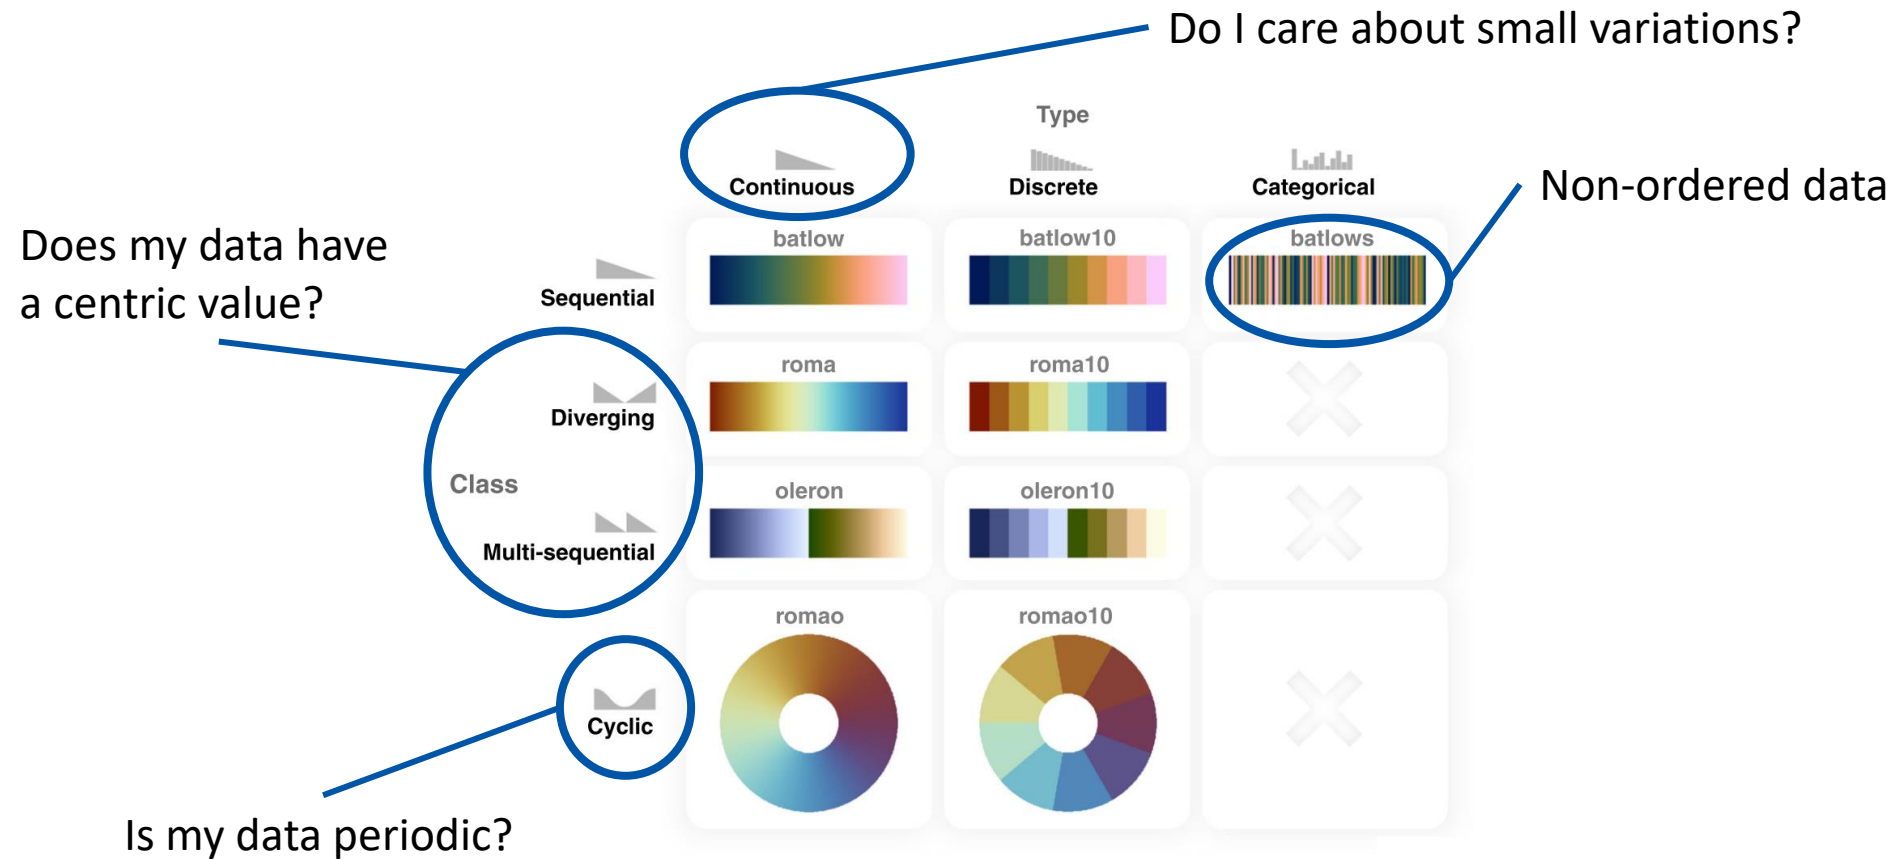 Do I care about small variations?
Type
Continuous
Discrete
Categorical
Non-ordered data
Does my data have
a centric value?
Sequential
batlow
batlow10
batlows
Diverging
roma
roma10
Class
Multi-sequential
oleron
oleron10
Cyclic
romao
romao10
Is my data periodic?